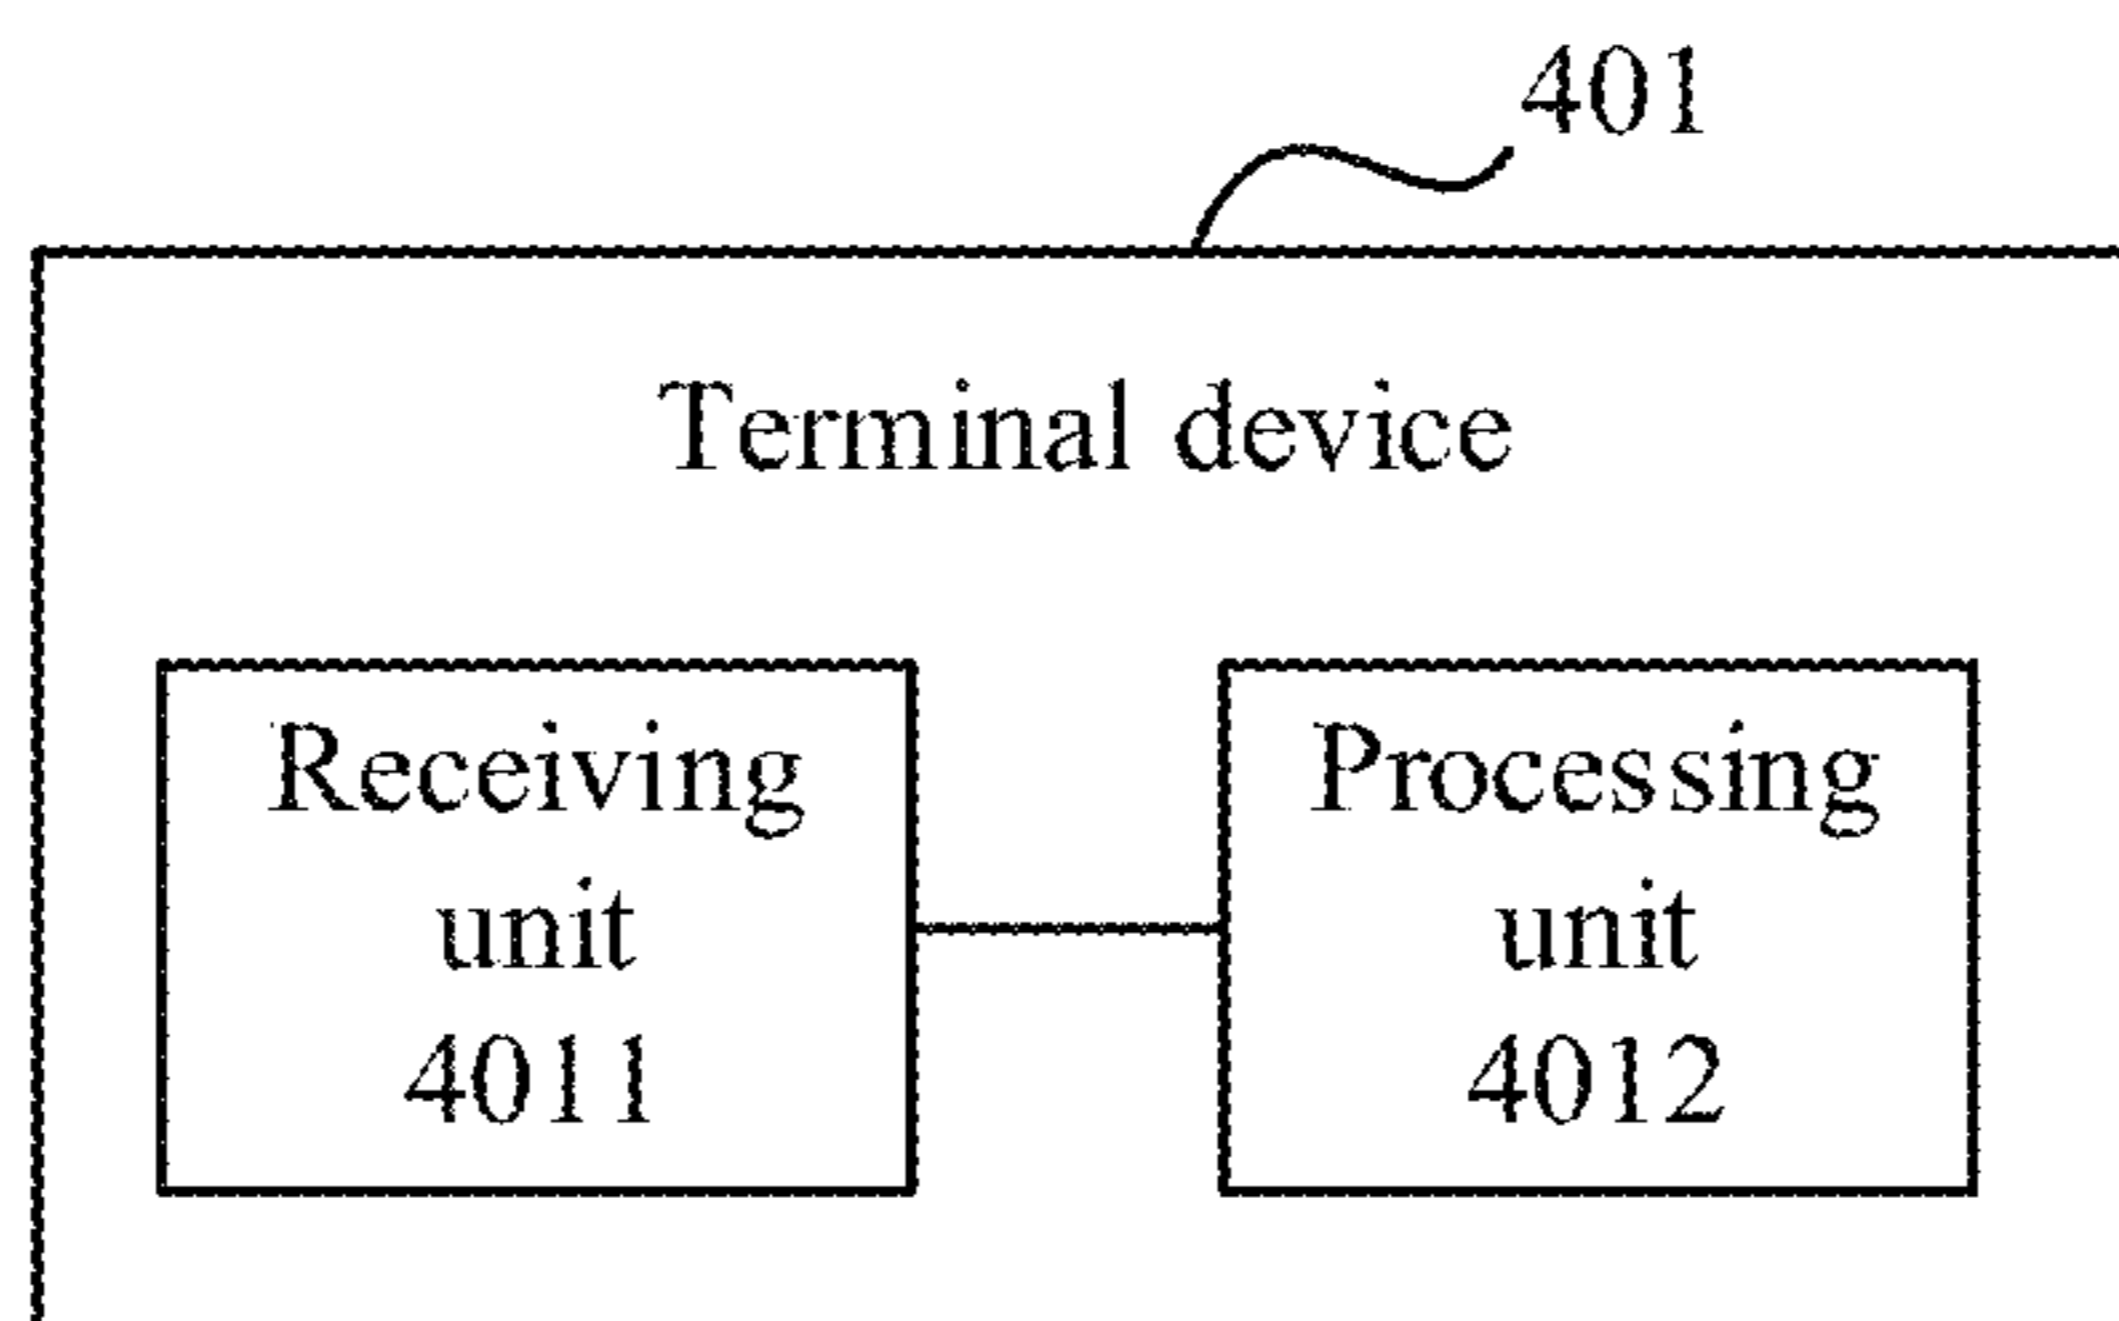 401
Terminal device
Receiving
unit
4011
Processing
unit
4012